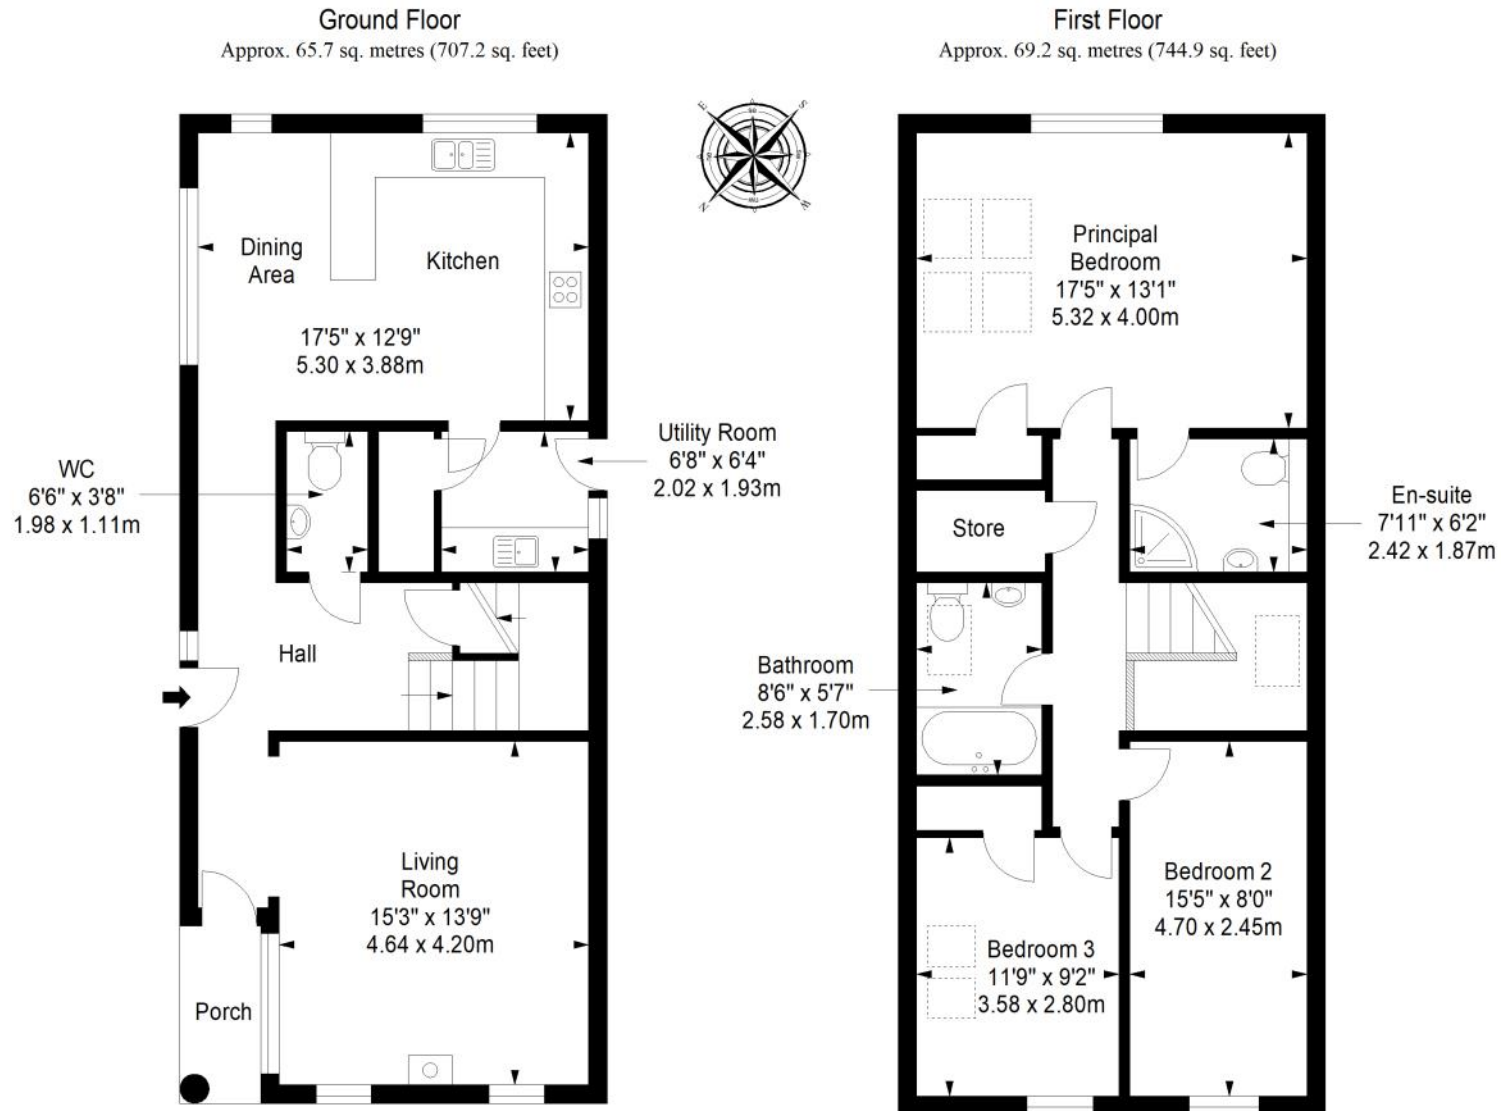 Ground Floor
Approx. 65.7 sq. metres (707.2 sq. feet)
Dining
Area
Kitchen
17'5" x 12'9"
5.30 x 3.88m
WC
6'6" x 3'8"
1.98 x 1.11m
Utility Room
6'8" x 6'4"
2.02 x 1.93m
Hall
Living
Room
15'3" x 13'9"
4.64 x 4.20m
Porch
E
S
N
W
First Floor
Approx. 69.2 sq. metres (744.9 sq. feet)
Principal
Bedroom
17'5" x 13'1"
5.32 x 4.00m
Store
En-suite
7'11" x 6'2"
2.42 x 1.87m
Bathroom
8'6" x 5'7"
2.58 x 1.70m
Bedroom 2
15'5" x 8'0"
4.70 x 2.45m
Bedroom 3
11'9" x 9'2"
3.58 x 2.80m